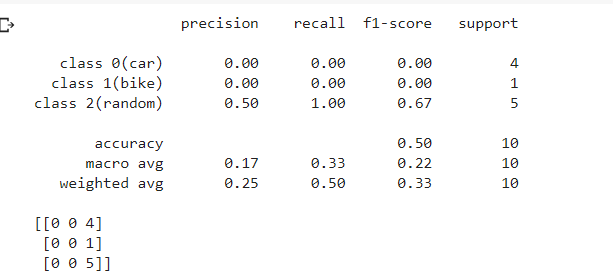 precision recall f1-score support
class 0(car) 0.00 0.00 0.00 4
class 1(bike) 0.00 0.00 0.00 1
class 2(random) 0.50 1.00 0.67 5
accuracy 0.50 10
macro avg 0.17 0.33 0.22 10
weighted avg 0.25 0.50 0.33 10
[[0 0 4]
[0 0 1]
[0 0 5]]